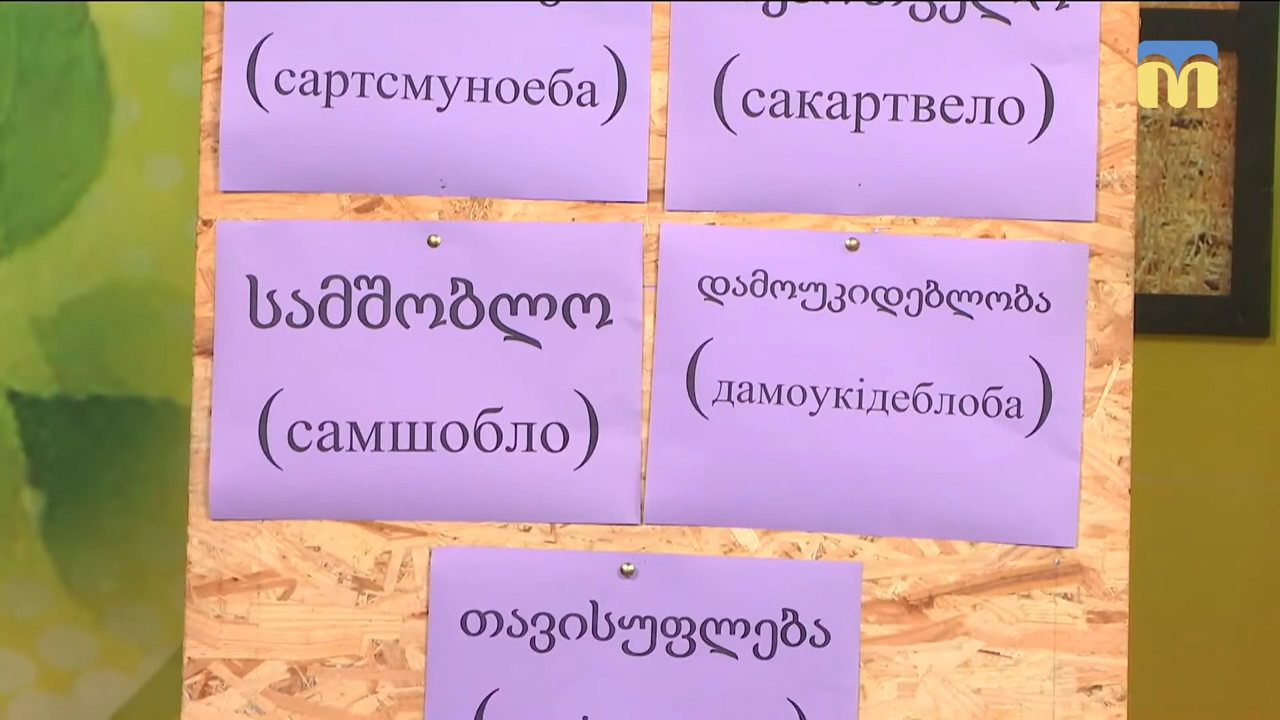 (сартсмуноеба)
(сакартвело)
სამშობლო
(самшобло)
დამოუკიდებლობა
(дамоукідеблоба)
თავისუფლება